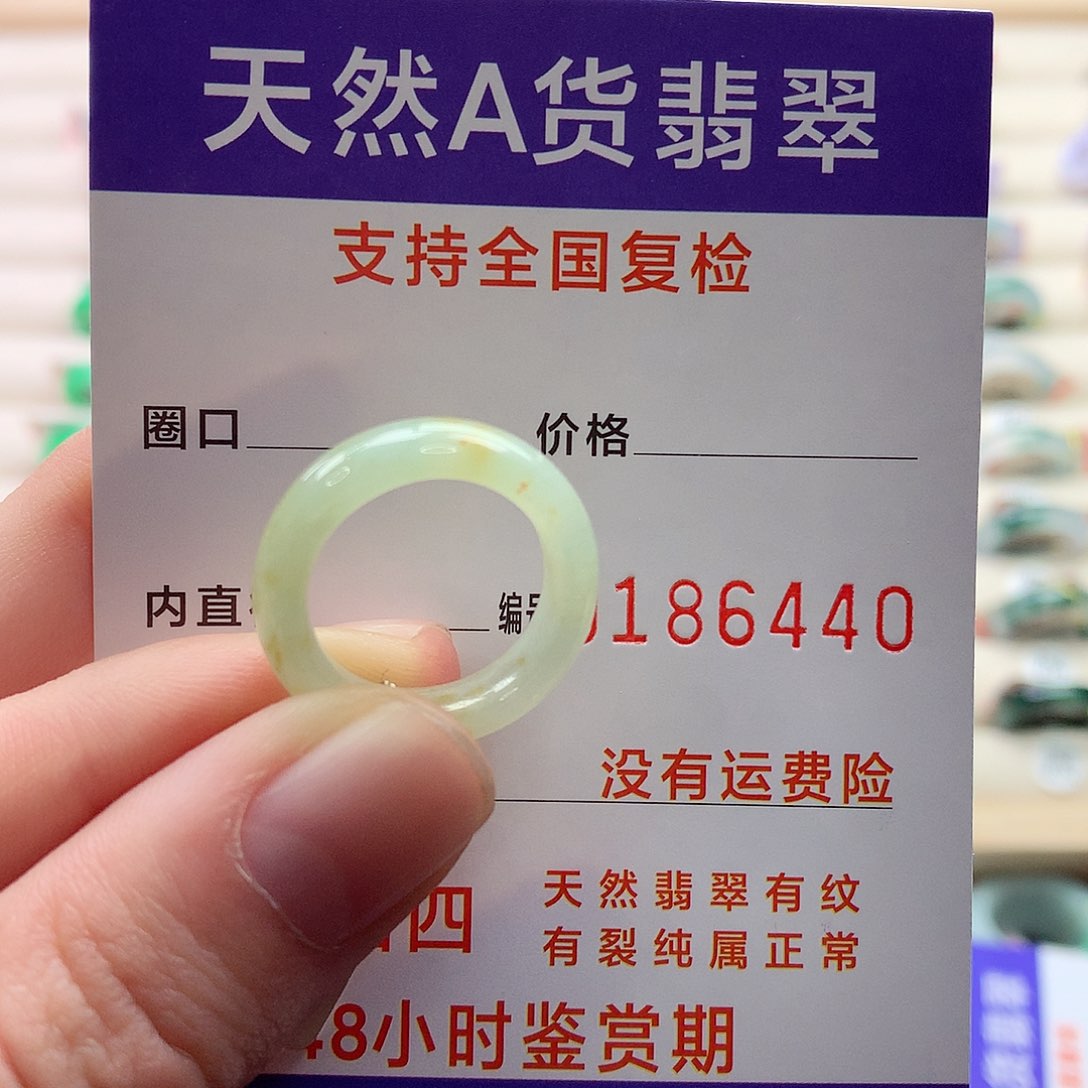 天然A货翡翠
支持全国复检
圈口 价格
内直 编号 186440
没有运费险
四 天然翡翠有纹
有裂纯属正常
48小时鉴赏期